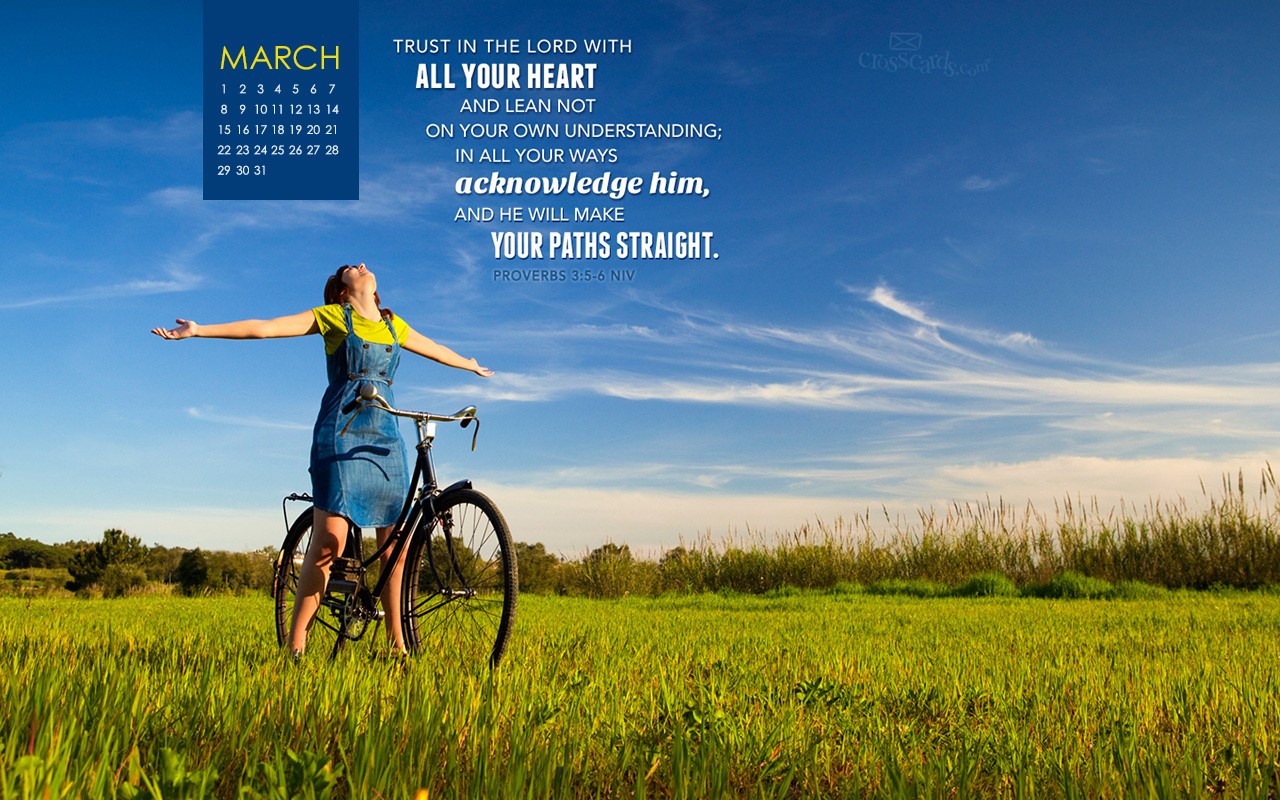 MARCH
1 2 3 4 5 6 7
8 9 10 11 12 13 14
15 16 17 18 19 20 21
22 23 24 25 26 27 28
29 30 31
TRUST IN THE LORD WITH
ALL YOUR HEART
AND LEAN NOT
ON YOUR OWN UNDERSTANDING;
IN ALL YOUR WAYS
acknowledge him,
AND HE WILL MAKE
YOUR PATHS STRAIGHT.
PROVERBS 3:5-6 NIV
crosscards.com